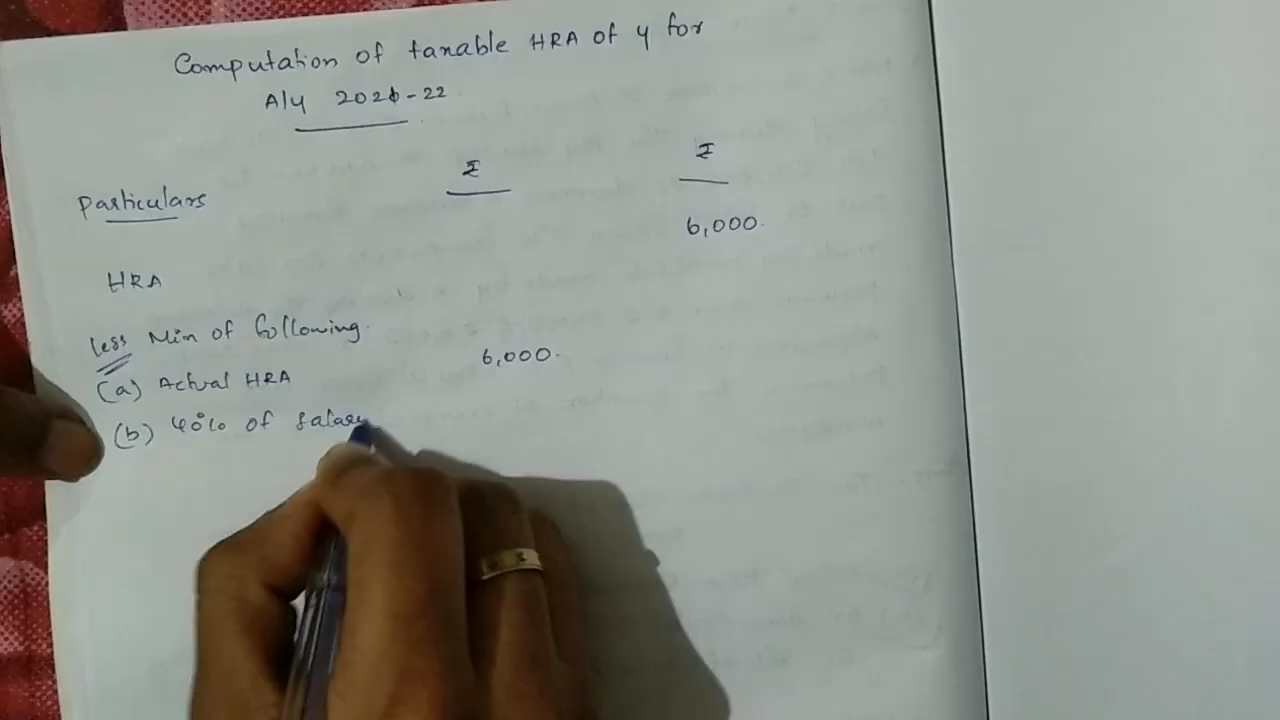 Computation of taxable HRA of Y for
A/y 2021-22
Particulars ₹ ₹
6,000.
HRA
less Min of following.
(a) Actual HRA 6,000.
(b) 40% of salary